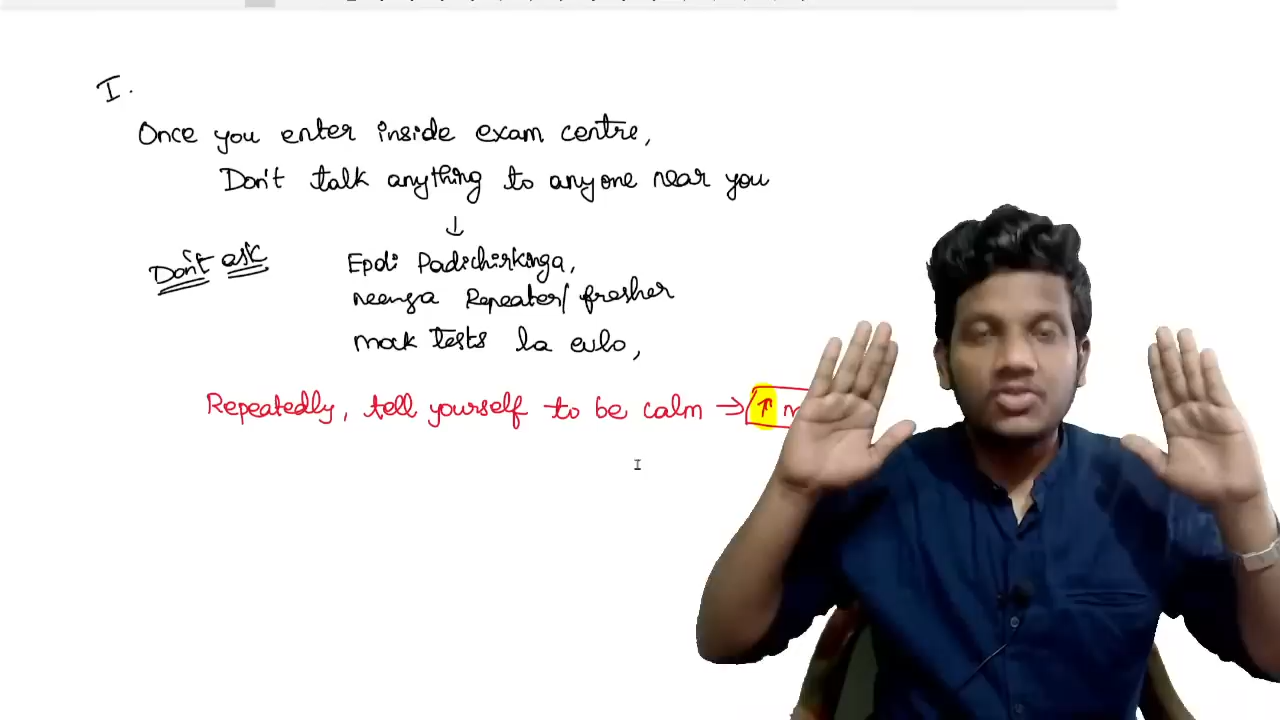 I.
Once you enter inside exam centre,
Don't talk anything to anyone near you
↓
Don't ask Epdi Padichirkinga,
neenga Repeater/ fresher
mock tests la evlo,
Repeatedly, tell yourself to be calm → ↑